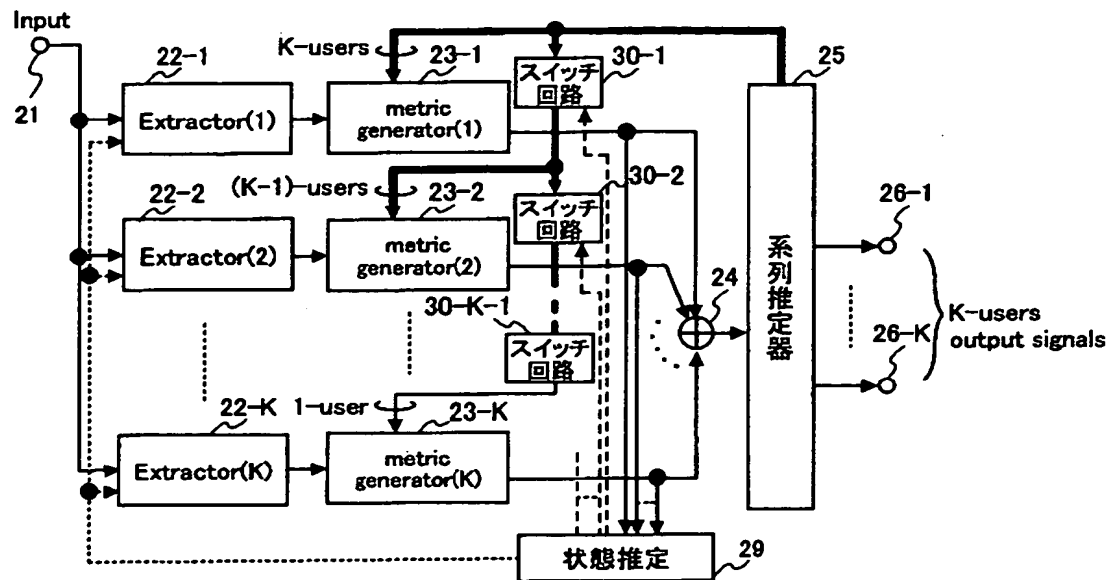 Input
21
22-1
Extractor(1)
K-users
23-1
metric
generator(1)
スイッチ
回路
30-1
25
22-2
Extractor(2)
(K-1)-users
23-2
metric
generator(2)
スイッチ
回路
30-2
30-K-1
スイッチ
回路
24
系列推定器
26-1
26-K
K-users
output signals
22-K
Extractor(K)
1-user
23-K
metric
generator(K)
状態推定
29